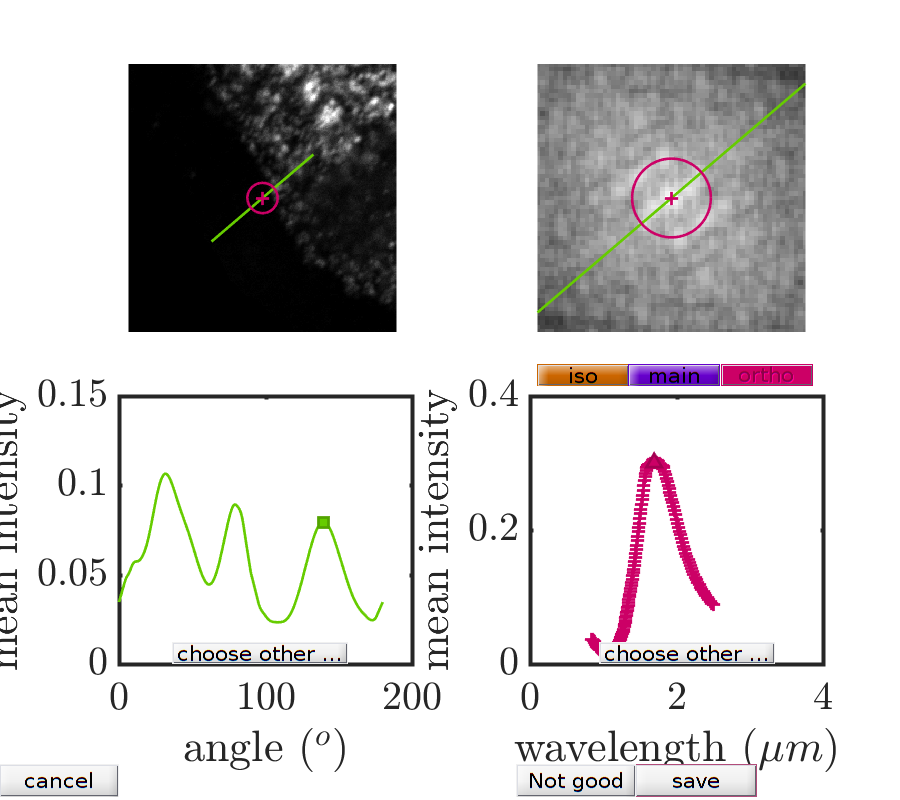 iso main ortho
0.15
0.1
0.05
0
mean intensity
choose other ...
0 100 200
angle (º)
0.4
0.2
0
mean intensity
choose other ...
0 2 4
wavelength (μm)
cancel
Not good
save